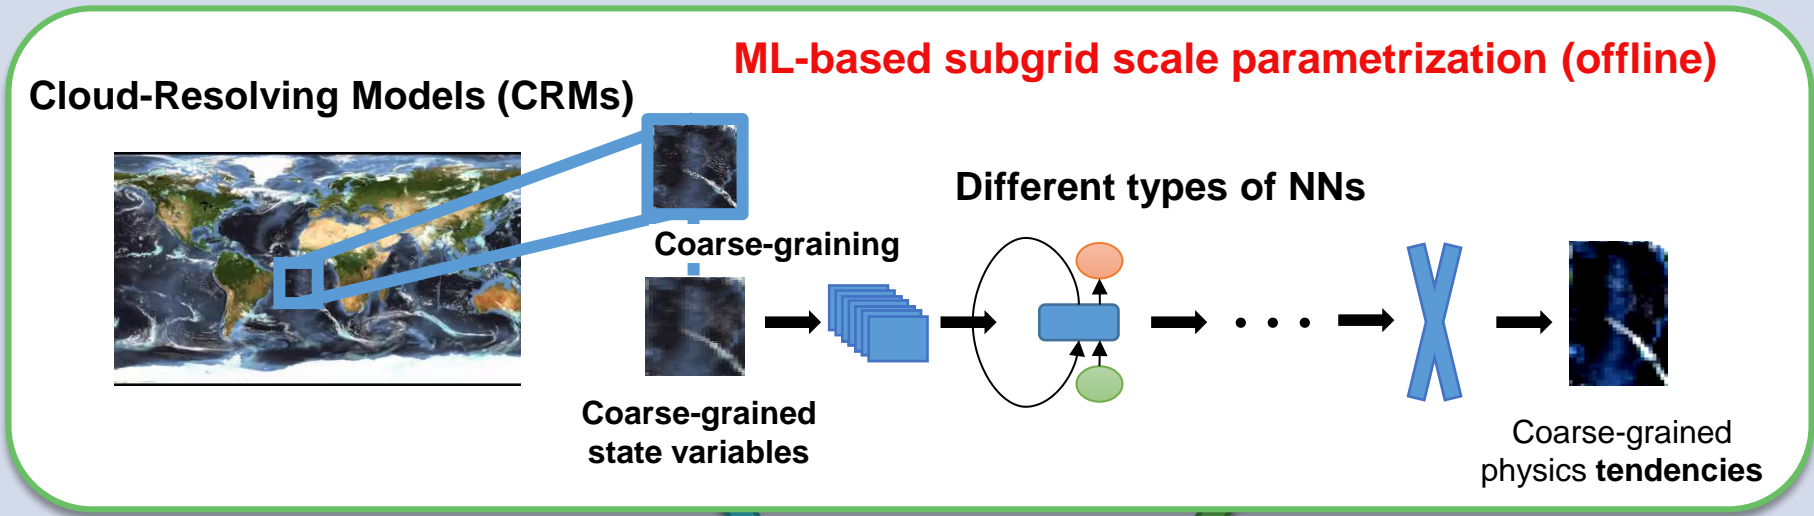 ML-based subgrid scale parametrization (offline)
Cloud-Resolving Models (CRMs)
Different types of NNs
Coarse-graining
Coarse-grained
state variables
Coarse-grained
physics tendencies